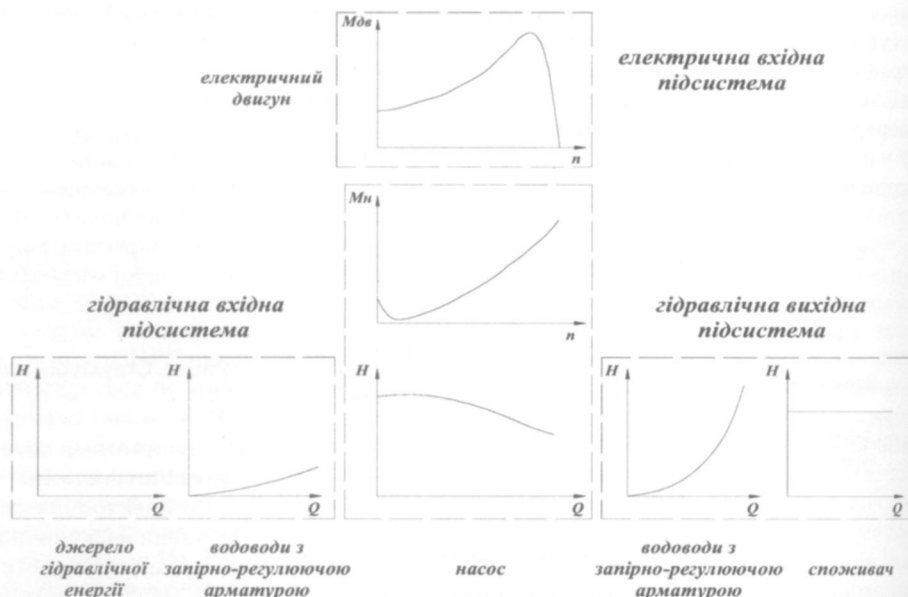 Мдв
електричний
двигун
електрична вхідна
підсистема
n
Мн
гідравлічна вхідна
підсистема
гідравлічна вихідна
підсистема
n
H
H
H
H
H
Q
Q
Q
Q
Q
джерело
гідравлічної
енергії
водоводи з
запірно-регулюючою
арматурою
насос
водоводи з
запірно-регулюючою
арматурою
споживач